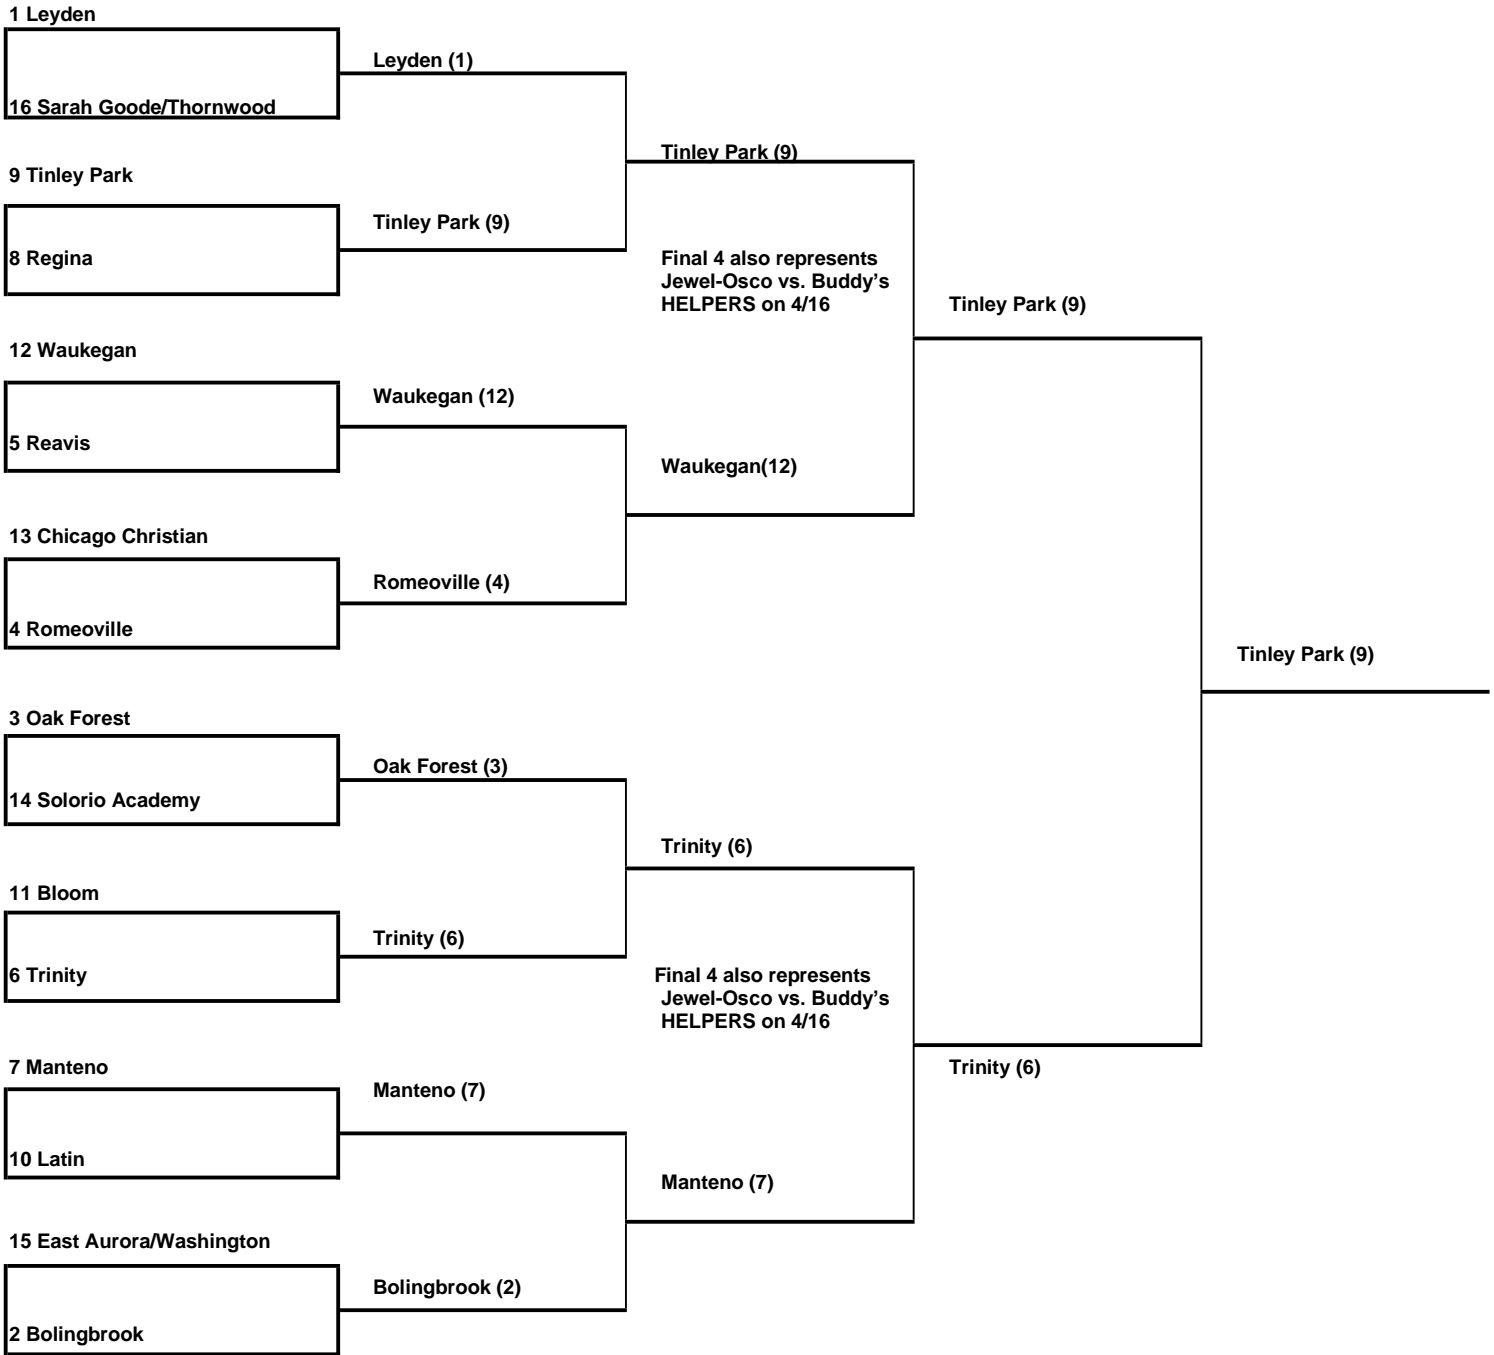 1 Leyden
Leyden (1)
16 Sarah Goode/Thornwood
Tinley Park (9)
9 Tinley Park
Tinley Park (9)
8 Regina
Final 4 also represents
Jewel-Osco vs. Buddy’s
HELPERS on 4/16
Tinley Park (9)
12 Waukegan
Waukegan (12)
5 Reavis
Waukegan(12)
13 Chicago Christian
Romeoville (4)
4 Romeoville
Tinley Park (9)
3 Oak Forest
Oak Forest (3)
14 Solorio Academy
Trinity (6)
11 Bloom
Trinity (6)
6 Trinity
Final 4 also represents
Jewel-Osco vs. Buddy’s
HELPERS on 4/16
7 Manteno
Trinity (6)
Manteno (7)
10 Latin
Manteno (7)
15 East Aurora/Washington
Bolingbrook (2)
2 Bolingbrook